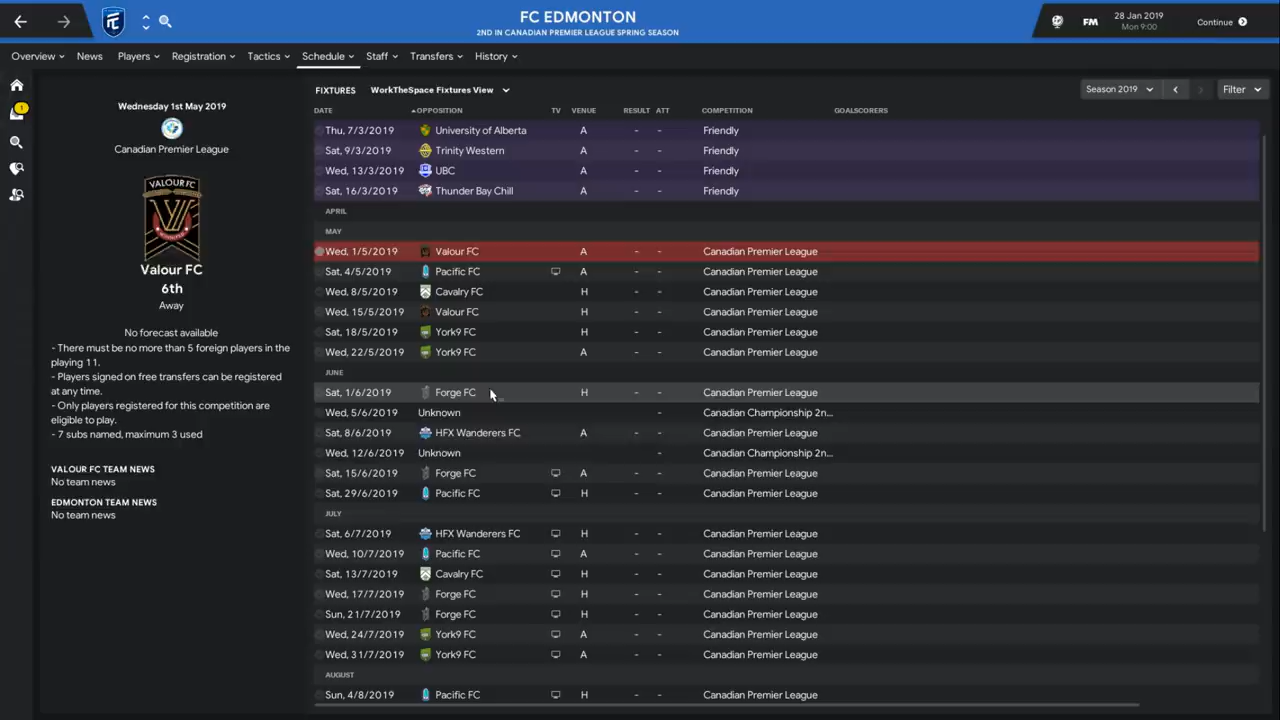 FC EDMONTON
2ND IN CANADIAN PREMIER LEAGUE SPRING SEASON
FM
28 Jan 2019
Mon 9:00
Continue
Overview
News
Players
Registration
Tactics
Schedule
Staff
Transfers
History
1
Wednesday 1st May 2019
Canadian Premier League
VALOUR FC
WINNIPEG
Valour FC
6th
Away
No forecast available
- There must be no more than 5 foreign players in the
playing 11.
- Players signed on free transfers can be registered
at any time.
- Only players registered for this competition are
eligible to play.
- 7 subs named, maximum 3 used
VALOUR FC TEAM NEWS
No team news
EDMONTON TEAM NEWS
No team news
FIXTURES WorkTheSpace Fixtures View
Season 2019
Filter
DATE OPPOSITION TV VENUE RESULT ATT COMPETITION GOALSCORERS
Thu, 7/3/2019 University of Alberta A - - Friendly
Sat, 9/3/2019 Trinity Western A - - Friendly
Wed, 13/3/2019 UBC A - - Friendly
Sat, 16/3/2019 Thunder Bay Chill A - - Friendly
APRIL
MAY
Wed, 1/5/2019 Valour FC A - - Canadian Premier League
Sat, 4/5/2019 Pacific FC A - - Canadian Premier League
Wed, 8/5/2019 Cavalry FC H - - Canadian Premier League
Wed, 15/5/2019 Valour FC H - - Canadian Premier League
Sat, 18/5/2019 York9 FC H - - Canadian Premier League
Wed, 22/5/2019 York9 FC A - - Canadian Premier League
JUNE
Sat, 1/6/2019 Forge FC H - - Canadian Premier League
Wed, 5/6/2019 Unknown - Canadian Championship 2n...
Sat, 8/6/2019 HFX Wanderers FC A - - Canadian Premier League
Wed, 12/6/2019 Unknown - Canadian Championship 2n...
Sat, 15/6/2019 Forge FC A - - Canadian Premier League
Sat, 29/6/2019 Pacific FC H - - Canadian Premier League
JULY
Sat, 6/7/2019 HFX Wanderers FC H - - Canadian Premier League
Wed, 10/7/2019 Pacific FC A - - Canadian Premier League
Sat, 13/7/2019 Cavalry FC H - - Canadian Premier League
Wed, 17/7/2019 Forge FC H - - Canadian Premier League
Sun, 21/7/2019 Forge FC H - - Canadian Premier League
Wed, 24/7/2019 York9 FC A - - Canadian Premier League
Wed, 31/7/2019 York9 FC A - - Canadian Premier League
AUGUST
Sun, 4/8/2019 Pacific FC H - - Canadian Premier League